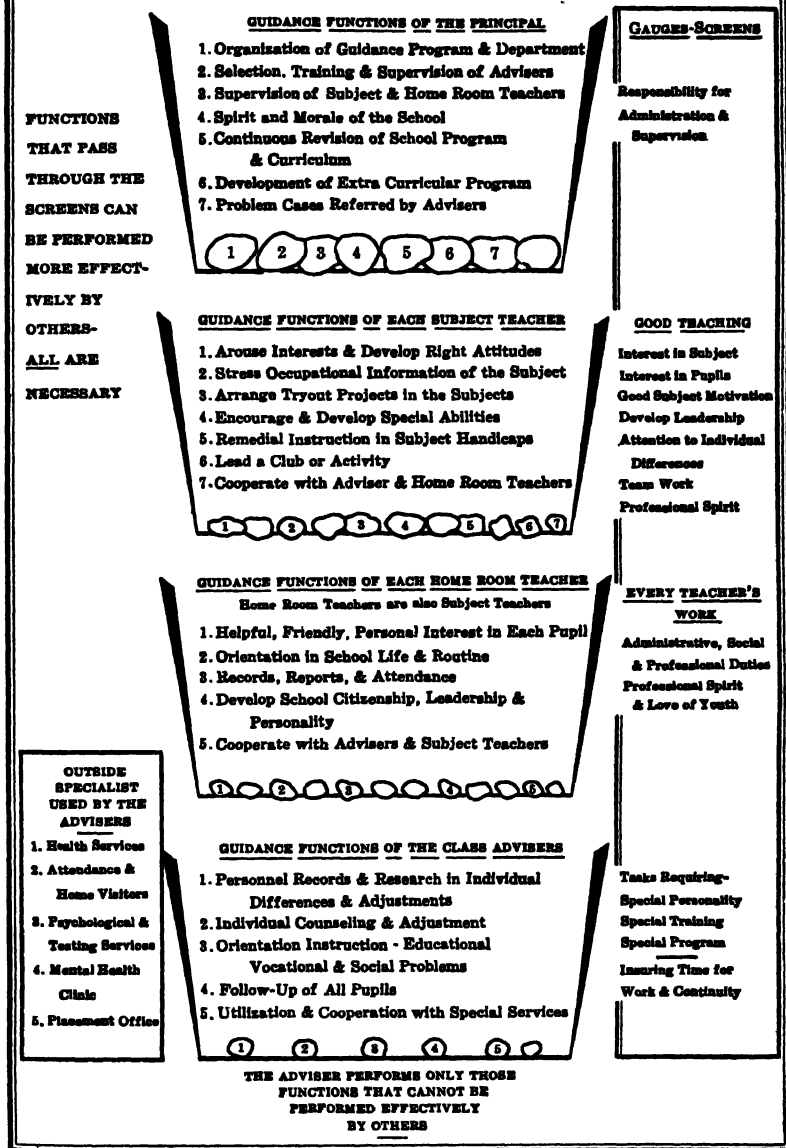 FUNCTIONS
THAT PASS
THROUGH THE
SCREENS CAN
BE PERFORMED
MORE EFFECT-
IVELY BY
OTHERS-
ALL ARE
NECESSARY
GUIDANCE FUNCTIONS OF THE PRINCIPAL
1. Organization of Guidance Program & Department
2. Selection, Training & Supervision of Advisers
3. Supervision of Subject & Home Room Teachers
4. Spirit and Morale of the School
5. Continuous Revision of School Program
& Curriculum
6. Development of Extra Curricular Program
7. Problem Cases Referred by Advisers
1 2 3 4 5 6 7
GAUGES-SCREENS
Responsibility for
Administration &
Supervision
GUIDANCE FUNCTIONS OF EACH SUBJECT TEACHER
1. Arouse Interests & Develop Right Attitudes
2. Stress Occupational Information of the Subject
3. Arrange Tryout Projects in the Subjects
4. Encourage & Develop Special Abilities
5. Remedial Instruction in Subject Handicaps
6. Lead a Club or Activity
7. Cooperate with Adviser & Home Room Teachers
1 2 3 4 5 6 7
GOOD TEACHING
Interest in Subject
Interest in Pupils
Good Subject Motivation
Develop Leadership
Attention to Individual
Differences
Team Work
Professional Spirit
GUIDANCE FUNCTIONS OF EACH HOME ROOM TEACHER
Home Room Teachers are also Subject Teachers
1. Helpful, Friendly, Personal Interest in Each Pupil
2. Orientation in School Life & Routine
3. Records, Reports, & Attendance
4. Develop School Citizenship, Leadership &
Personality
5. Cooperate with Advisers & Subject Teachers
1 2 3 4 5
EVERY TEACHER'S
WORK
Administrative, Social
& Professional Duties
Professional Spirit
& Love of Youth
OUTSIDE
SPECIALIST
USED BY THE
ADVISERS
1. Health Services
2. Attendance &
Home Visitors
3. Psychological &
Testing Services
4. Mental Health
Clinic
5. Placement Office
GUIDANCE FUNCTIONS OF THE CLASS ADVISERS
1. Personnel Records & Research in Individual
Differences & Adjustments
2. Individual Counseling & Adjustment
3. Orientation Instruction - Educational
Vocational & Social Problems
4. Follow-Up of All Pupils
5. Utilization & Cooperation with Special Services
1 2 3 4 5
Tasks Requiring-
Special Personality
Special Training
Special Program
Insuring Time for
Work & Continuity
THE ADVISER PERFORMS ONLY THOSE
FUNCTIONS THAT CANNOT BE
PERFORMED EFFECTIVELY
BY OTHERS